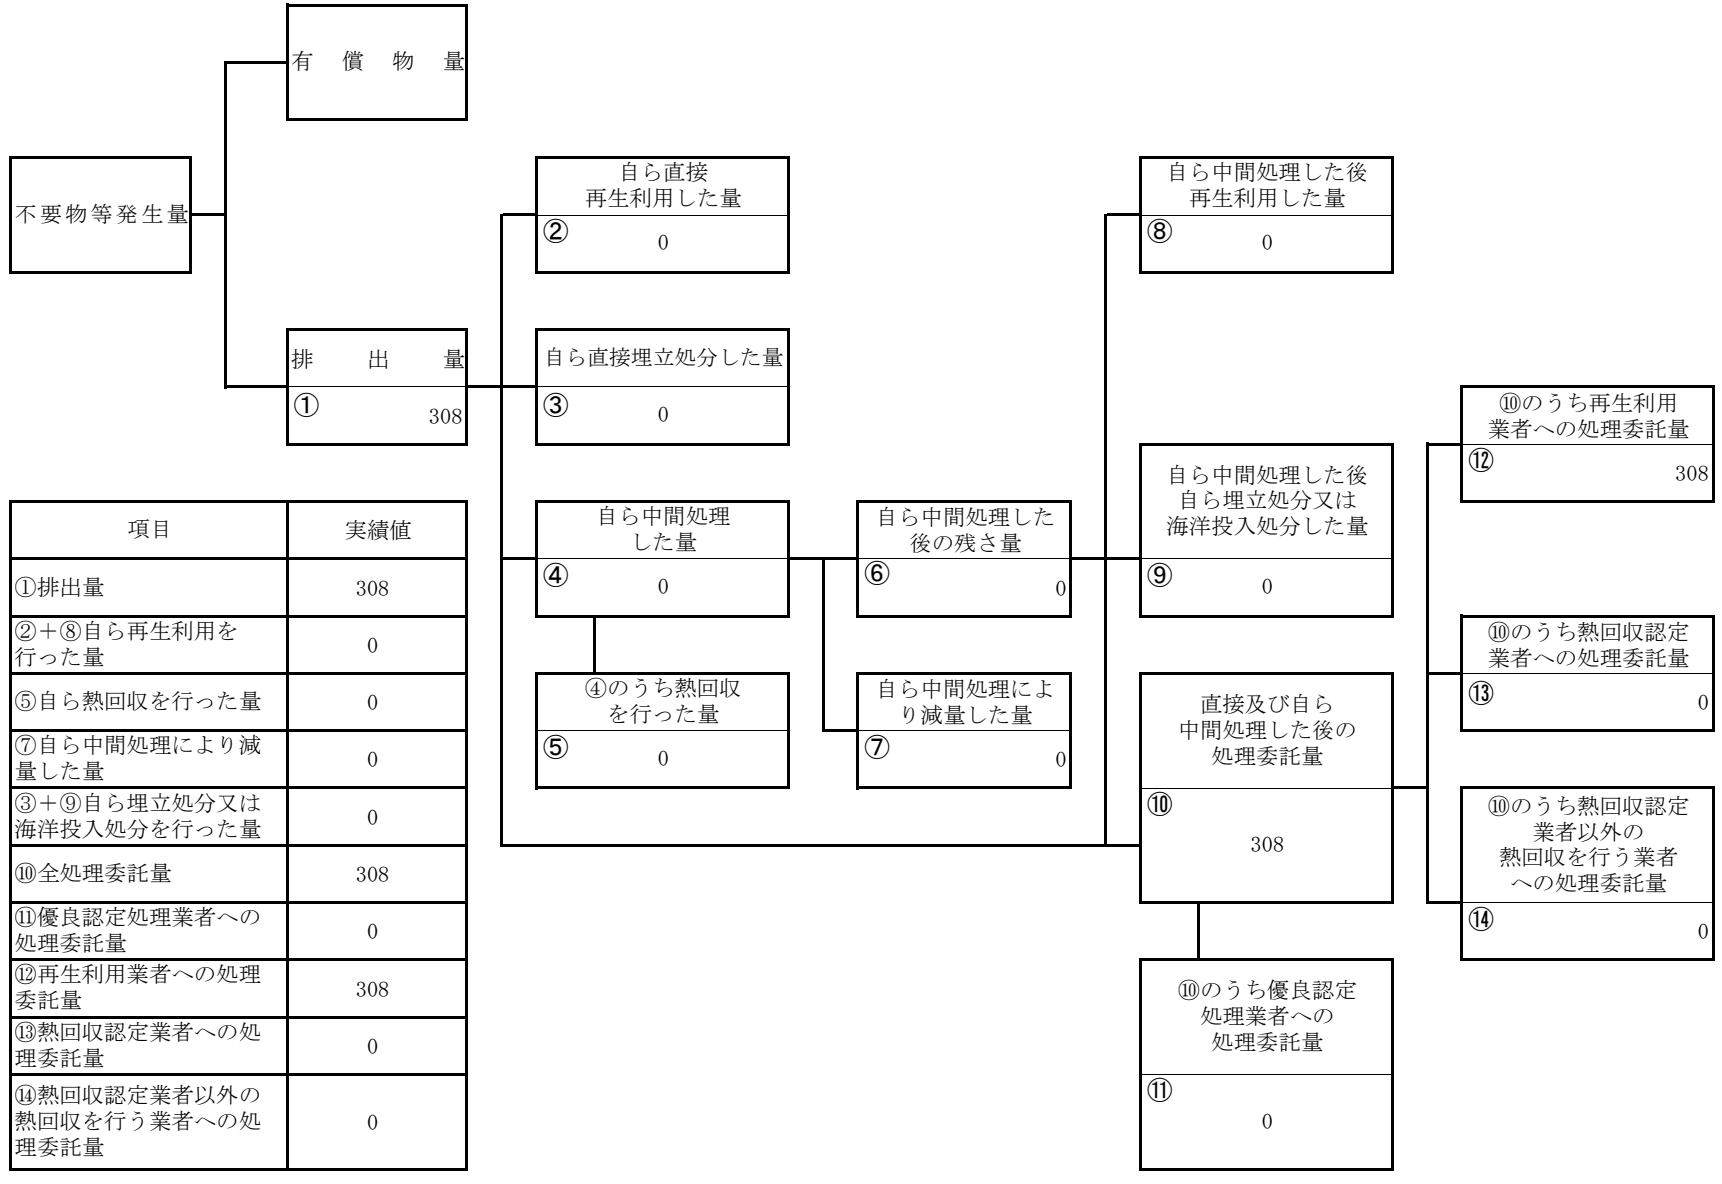 有償物量
不要物等発生量
排出量
①
308
自ら直接
再生利用した量
②
0
自ら直接埋立処分した量
③
0
自ら中間処理
した量
④
0
④のうち熱回収
を行った量
⑤
0
自ら中間処理した
後の残さ量
⑥
0
自ら中間処理によ
り減量した量
⑦
0
自ら中間処理した後
再生利用した量
⑧
0
自ら中間処理した後
自ら埋立処分又は
海洋投入処分した量
⑨
0
直接及び自ら
中間処理した後の
処理委託量
⑩
308
⑩のうち優良認定
処理業者への
処理委託量
⑪
0
⑩のうち再生利用
業者への処理委託量
⑫
308
⑩のうち熱回収認定
業者への処理委託量
⑬
0
⑩のうち熱回収認定
業者以外の
熱回収を行う業者
への処理委託量
⑭
0
項目 実績値
①排出量 308
②＋⑧自ら再生利用を
行った量 0
⑤自ら熱回収を行った量 0
⑦自ら中間処理により減
量した量 0
③＋⑨自ら埋立処分又は
海洋投入処分を行った量 0
⑩全処理委託量 308
⑪優良認定処理業者への
処理委託量 0
⑫再生利用業者への処理
委託量 308
⑬熱回収認定業者への処
理委託量 0
⑭熱回収認定業者以外の
熱回収を行う業者への処
理委託量 0